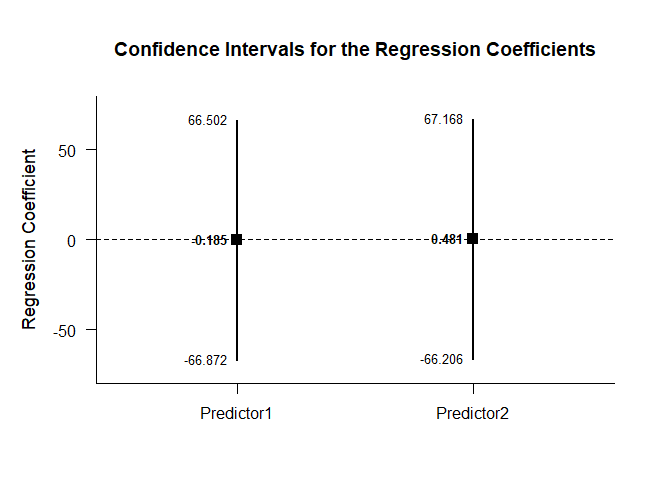 Confidence Intervals for the Regression Coefficients
Regression Coefficient
50
0
-50
66.502
-0.185
-66.872
67.168
0.481
-66.206
Predictor1
Predictor2